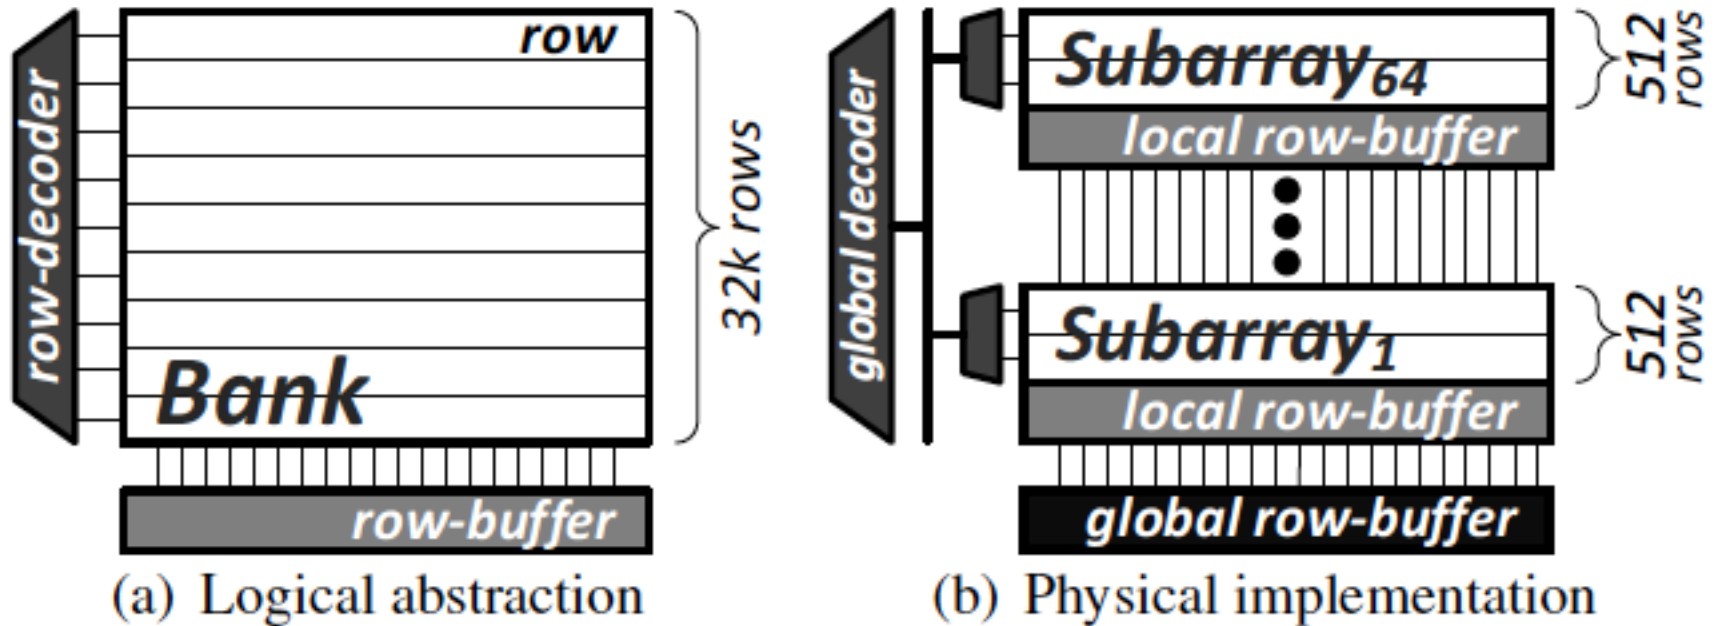 row-decoder
row
Bank
32k rows
row-buffer
(a) Logical abstraction
global decoder
Subarray64
local row-buffer
512
rows
Subarray1
local row-buffer
512
rows
global row-buffer
(b) Physical implementation